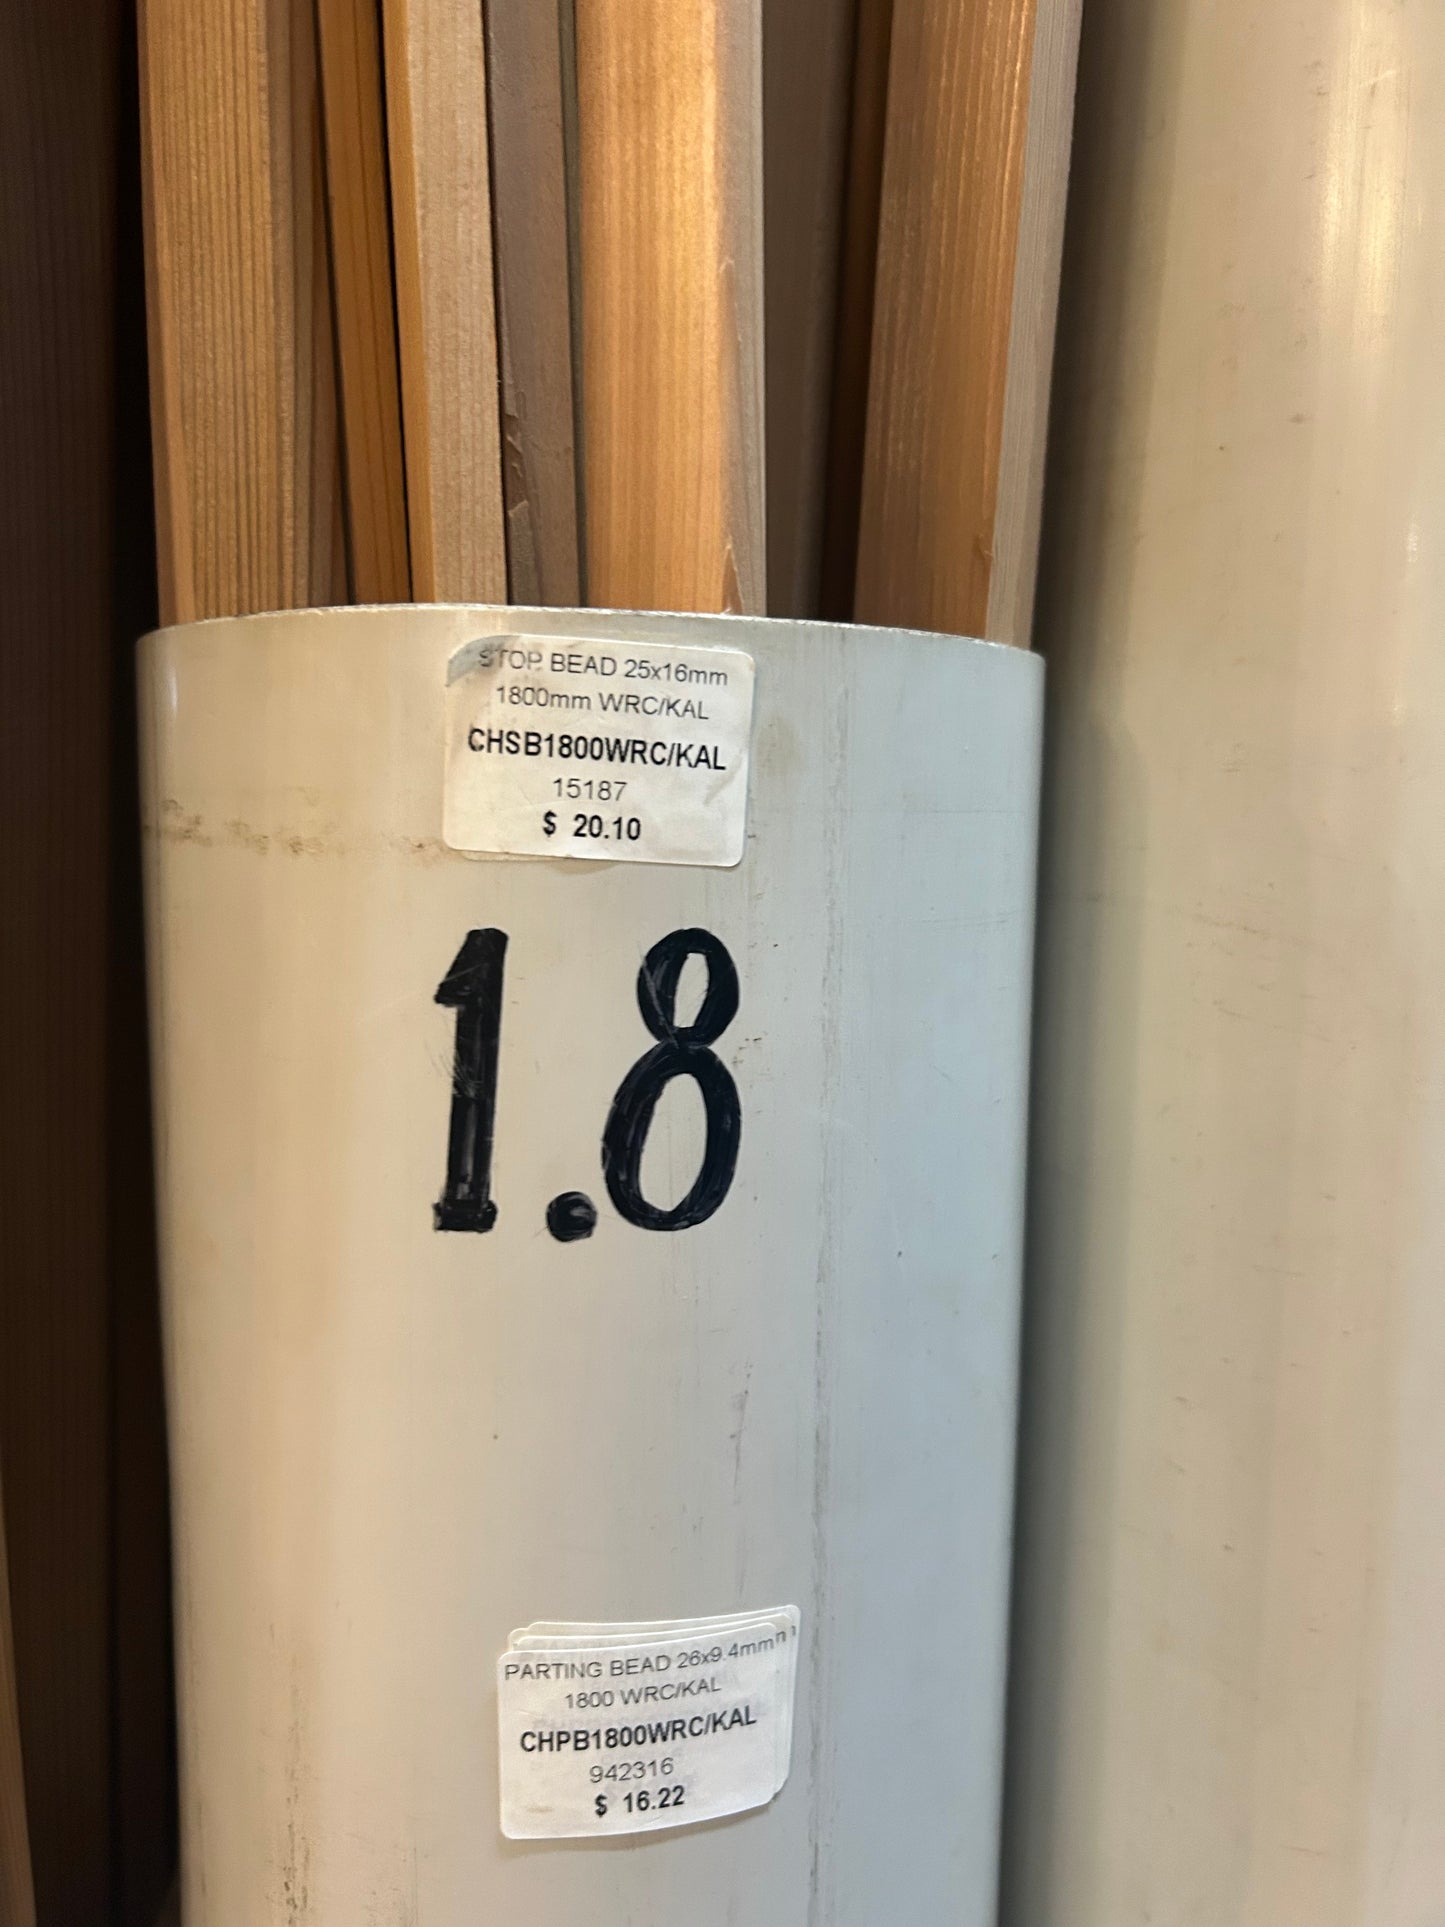 STOP BEAD 25x16mm
1800mm WRC/KAL
CHSB1800WRC/KAL
15187
$ 20.10
1.8
PARTING BEAD 26x9.4mm
1800 WRC/KAL
CHPB1800WRC/KAL
942316
$ 16.22